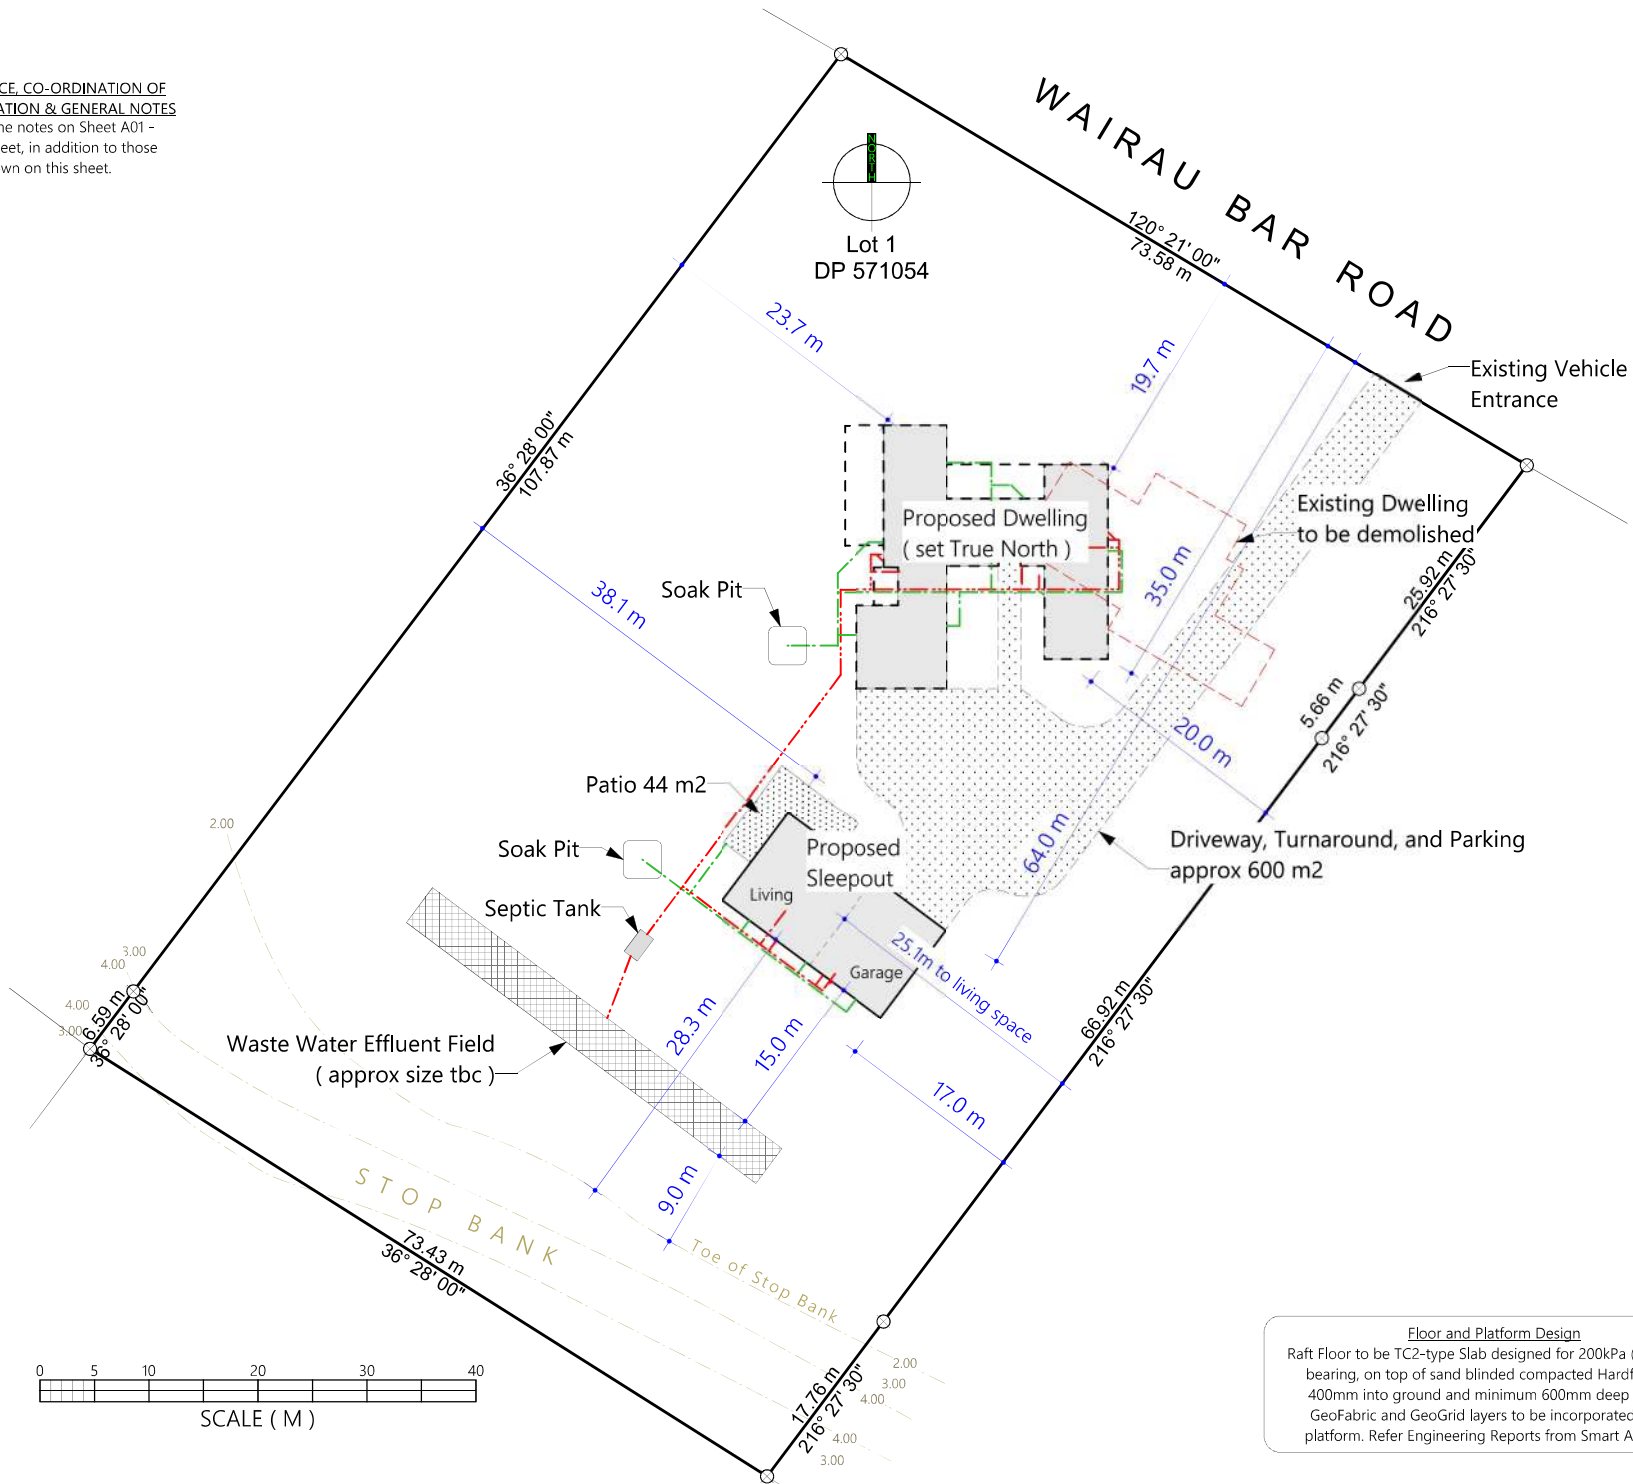 CE, CO-ORDINATION OF
ATION & GENERAL NOTES
he notes on Sheet A01 -
eet, in addition to those
wn on this sheet.
NORTH
Lot 1
DP 571054
WAIRAU BAR ROAD
120° 21' 00"
73.58 m
23.7 m
19.7 m
Existing Vehicle
Entrance
36° 28' 00"
107.87 m
Existing Dwelling
to be demolished
Proposed Dwelling
( set True North )
35.0 m
25.92 m
216° 27' 30"
Soak Pit
38.1 m
5.66 m
216° 27' 30"
20.0 m
Patio 44 m2
2.00
Soak Pit
Proposed
Sleepout
64.0 m
Driveway, Turnaround, and Parking
approx 600 m2
Living
Septic Tank
25.1m to living space
Garage
3.00
4.00
4.00
3.00
6.59 m
36° 28' 00"
66.92 m
216° 27' 30"
28.3 m
15.0 m
Waste Water Effluent Field
( approx size tbc )
17.0 m
9.0 m
STOP BANK
73.43 m
36° 28' 00"
Toe of Stop Bank
2.00
3.00
4.00
4.00
3.00
17.76 m
216° 27' 30"
0 5 10 20 30 40
SCALE ( M )
Floor and Platform Design
Raft Floor to be TC2-type Slab designed for 200kPa (
bearing, on top of sand blinded compacted Hardf
400mm into ground and minimum 600mm deep
GeoFabric and GeoGrid layers to be incorporated
platform. Refer Engineering Reports from Smart A